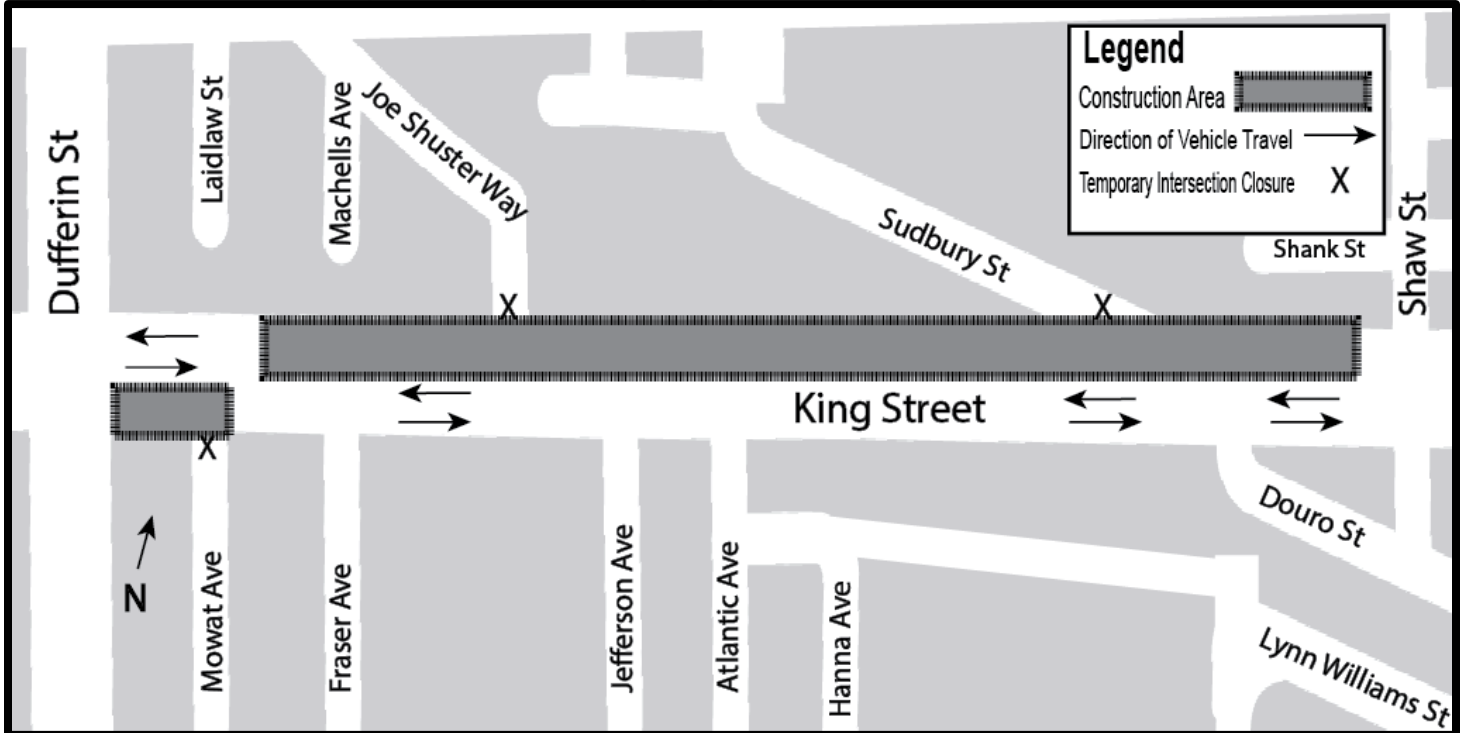 Legend
Construction Area
Direction of Vehicle Travel
Temporary Intersection Closure X
Dufferin St
Laidlaw St
Machells Ave
Joe Shuster Way
Sudbury St
Shank St
Shaw St
X
X
King Street
X
N
Mowat Ave
Fraser Ave
Jefferson Ave
Atlantic Ave
Hanna Ave
Douro St
Lynn Williams St